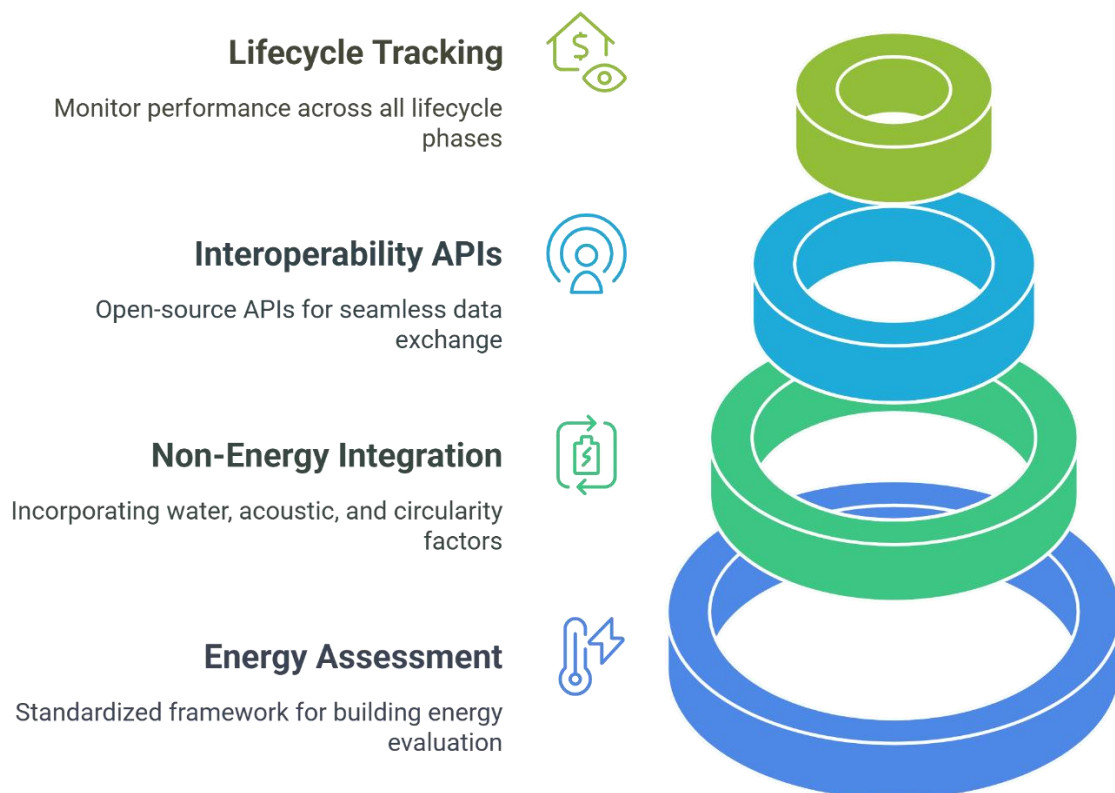 Lifecycle Tracking
Monitor performance across all lifecycle
phases
Interoperability APIs
Open-source APIs for seamless data
exchange
Non-Energy Integration
Incorporating water, acoustic, and circularity
factors
Energy Assessment
Standardized framework for building energy
evaluation